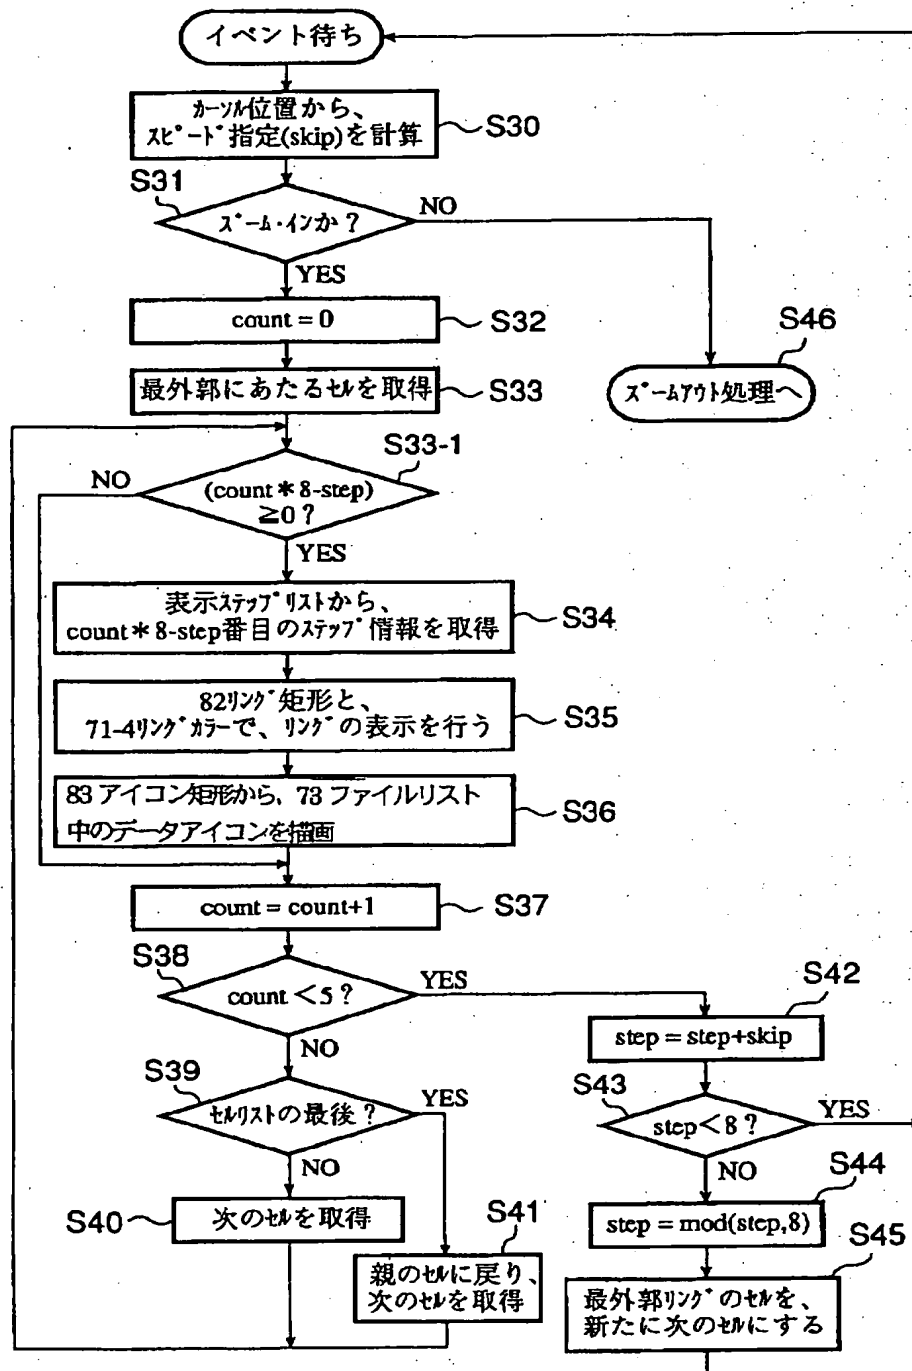 イベント待ち
カーソル位置から、
スピード指定(skip)を計算
S30
S31
ズーム・インか?
NO
YES
count = 0
S32
S46
最外郭にあたるセルを取得
S33
ズームアウト処理へ
S33-1
NO
(count * 8-step)
≧0?
YES
表示ステップリストから、
count * 8-step番目のステップ情報を取得
S34
82リング矩形と、
71-4リングカラーで、リングの表示を行う
S35
83 アイコン矩形から、73 ファイルリスト
中のデータアイコンを描画
S36
count = count+1
S37
S38
count <5?
YES
S42
NO
step = step+skip
S39
セルリストの最後?
YES
S43
step<8?
YES
NO
NO
S44
S40
次のセルを取得
S41
step = mod(step,8)
S45
親のセルに戻り、
次のセルを取得
最外郭リングのセルを、
新たに次のセルにする